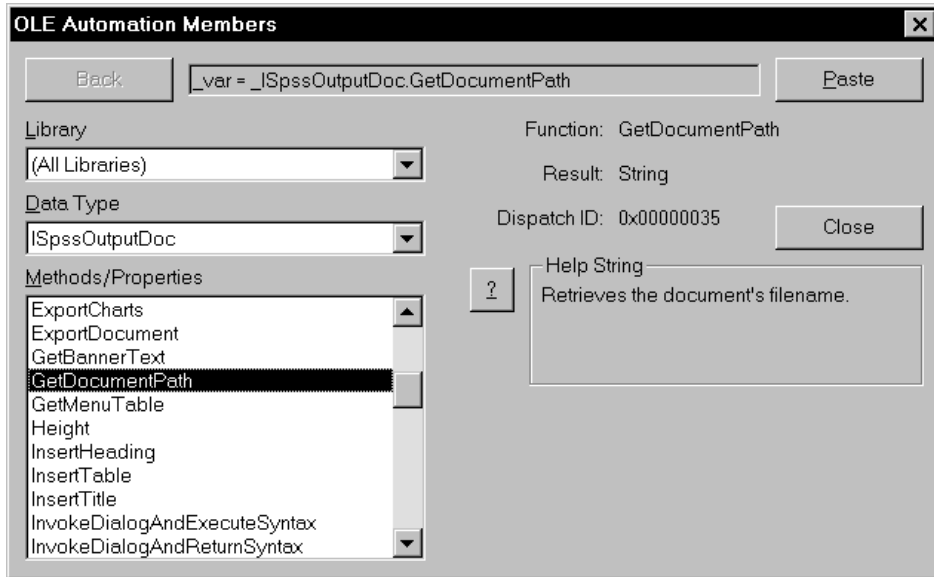 OLE Automation Members
Back
_var = _ISpssOutputDoc.GetDocumentPath
Paste
Library
(All Libraries)
Data Type
ISpssOutputDoc
Methods/Properties
ExportCharts
ExportDocument
GetBannerText
GetDocumentPath
GetMenuTable
Height
InsertHeading
InsertTable
InsertTitle
InvokeDialogAndExecuteSyntax
InvokeDialogAndReturnSyntax
Function: GetDocumentPath
Result: String
Dispatch ID: 0x00000035
Close
?
Help String
Retrieves the document's filename.